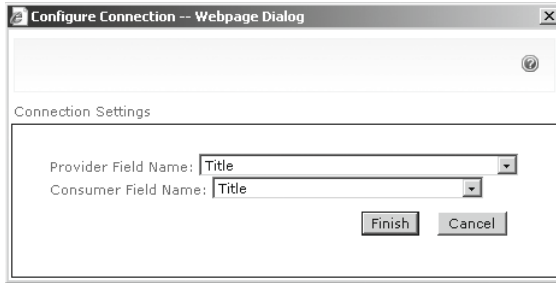 Configure Connection -- Webpage Dialog
Connection Settings
Provider Field Name: Title
Consumer Field Name: Title
Finish Cancel